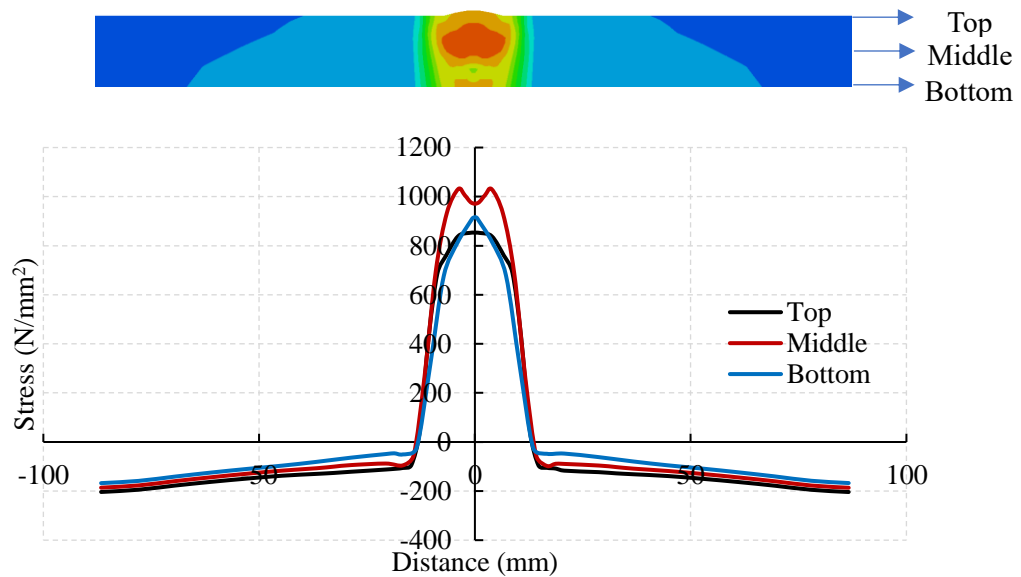 Top
Middle
Bottom
1200
1000
800
600
400
200
0
-200
-400
-100
-50
0
50
100
Stress (N/mm²)
Distance (mm)
Top
Middle
Bottom